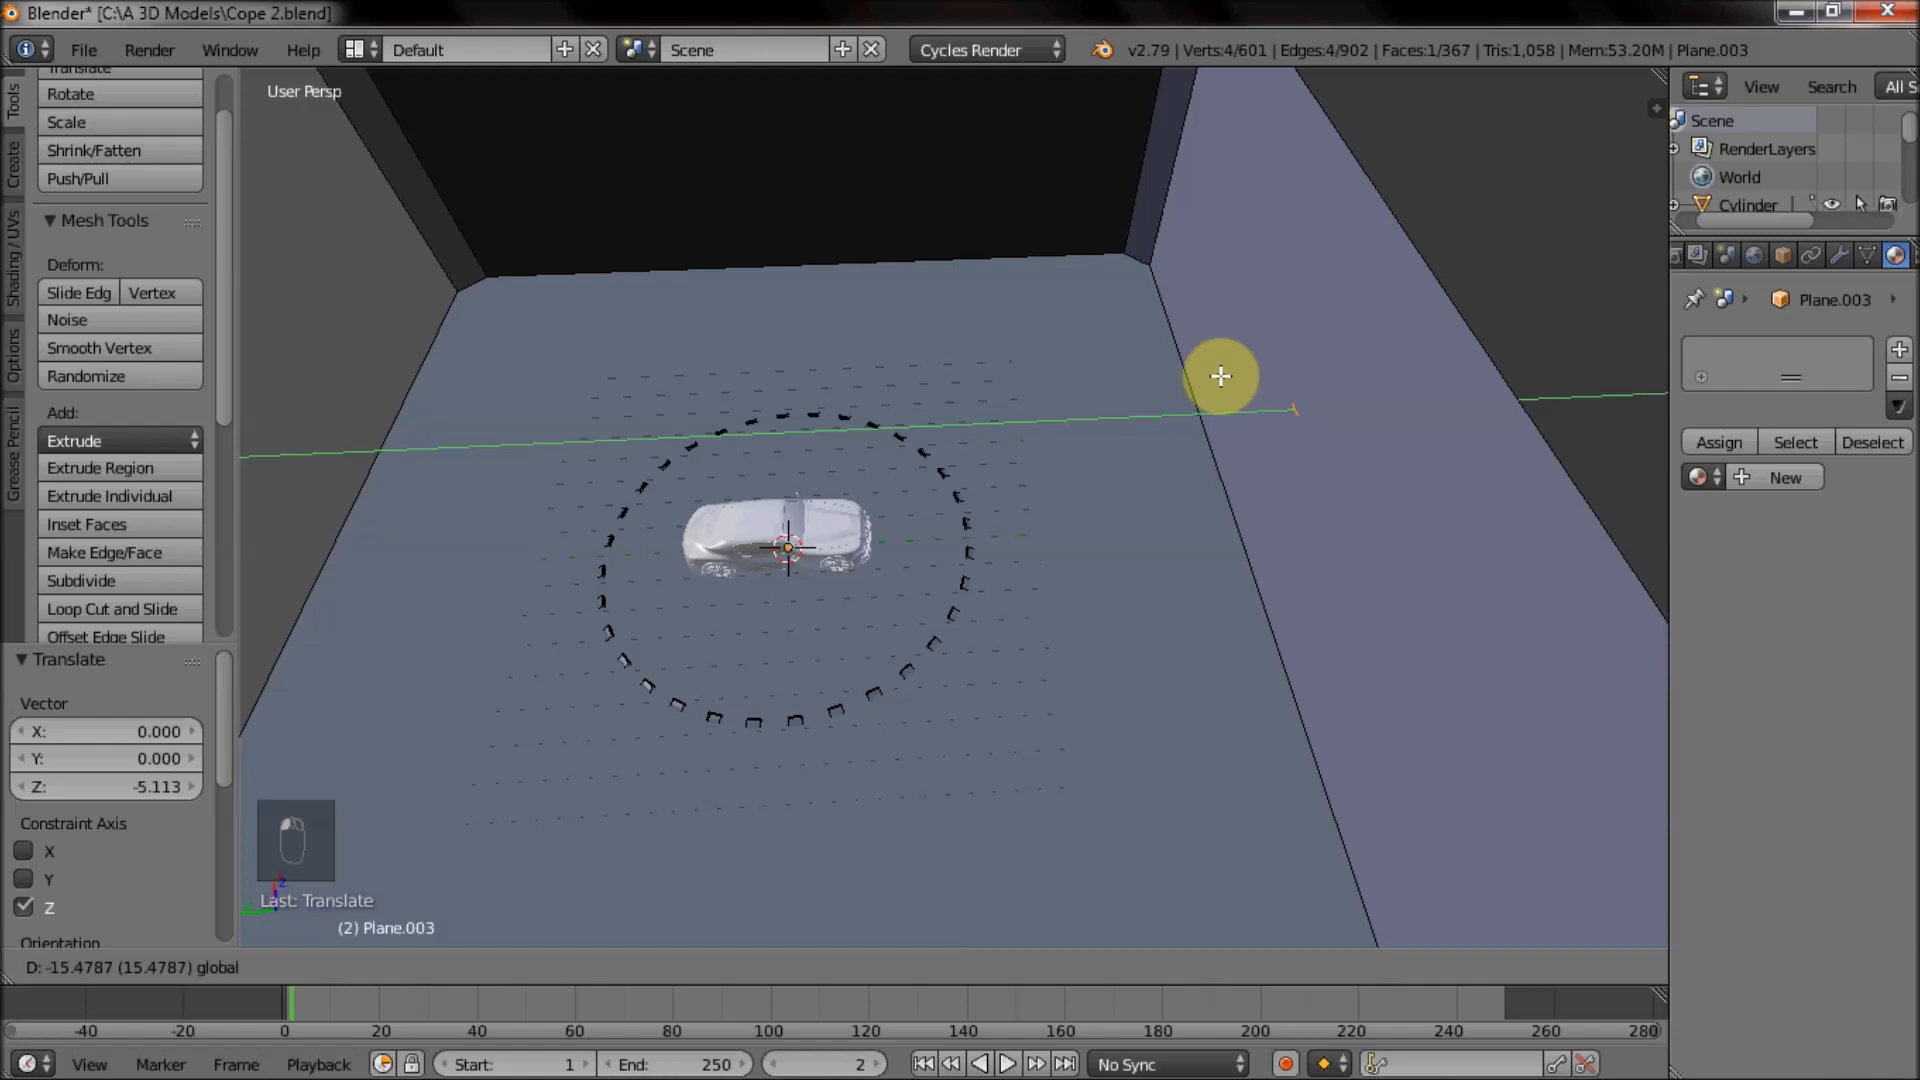 Blender* [C:\A 3D Models\Cope 2.blend]
File Render Window Help Default Scene Cycles Render v2.79 | Verts:4/601 | Edges:4/902 | Faces:1/367 | Tris:1,058 | Mem:53.20M | Plane.003
Translate
Rotate
Scale
Shrink/Fatten
Push/Pull
Mesh Tools
Deform:
Slide Edg Vertex
Noise
Smooth Vertex
Randomize
Add:
Extrude
Extrude Region
Extrude Individual
Inset Faces
Make Edge/Face
Subdivide
Loop Cut and Slide
Offset Edge Slide
Tools
Create
Shading / UVs
Options
Grease Pencil
Translate
Vector
X: 0.000
Y: 0.000
Z: -5.113
Constraint Axis
X
Y
Z
Orientation
User Persp
Last: Translate
(2) Plane.003
View Search All S
Scene
RenderLayers
World
Cylinder
Plane.003
Assign Select Deselect
New
D: -15.4787 (15.4787) global
-40 -20 0 20 40 60 80 100 120 140 160 180 200 220 240 260 280
View Marker Frame Playback Start: 1 End: 250 2 No Sync